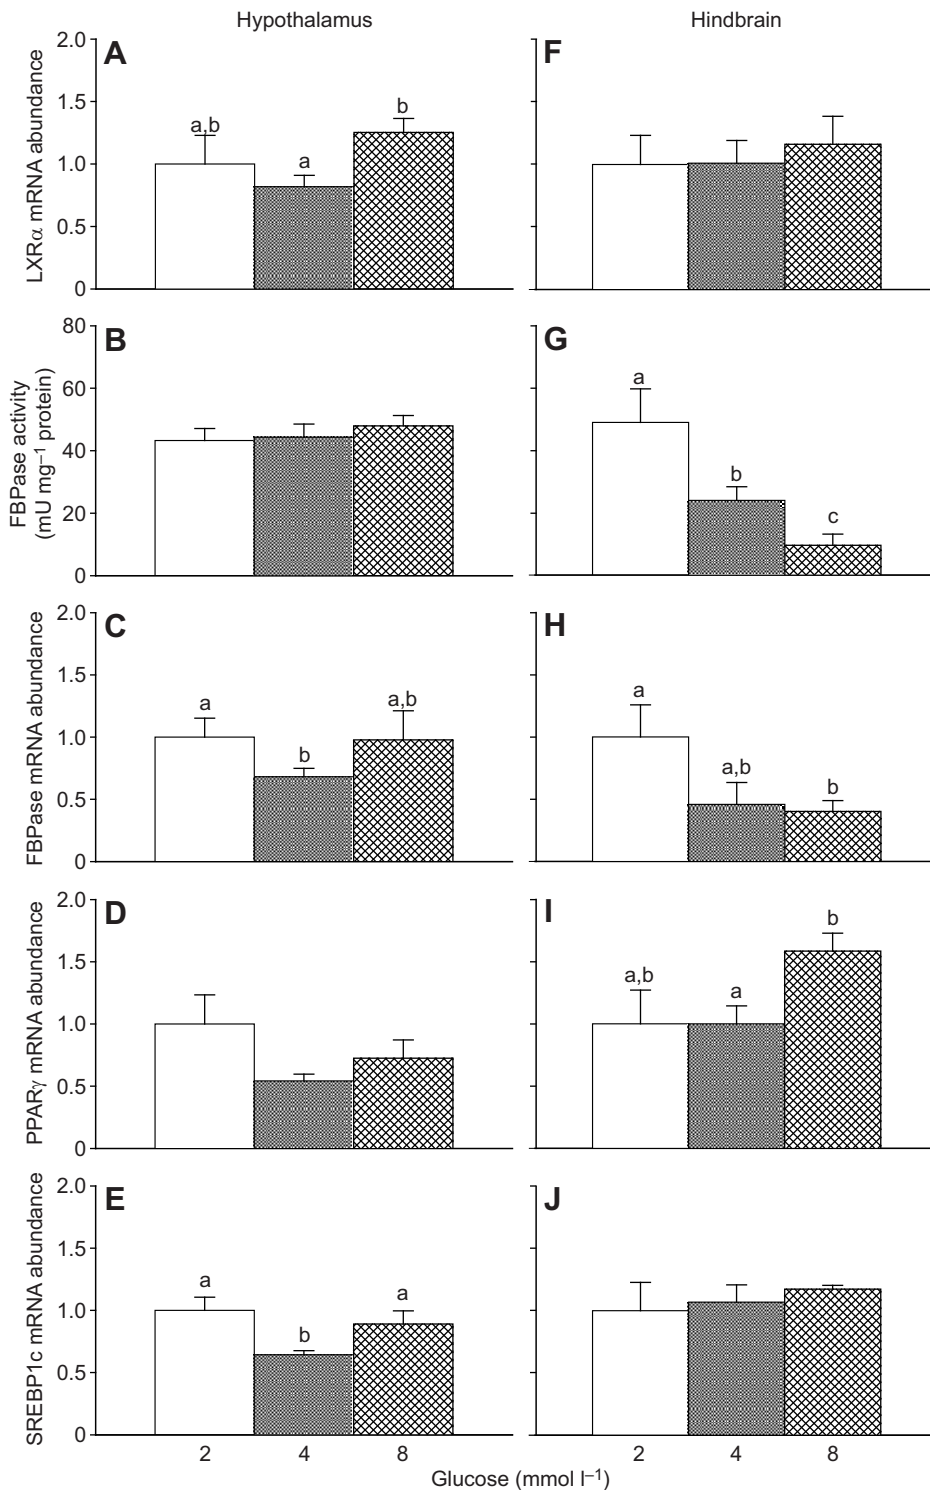 Hypothalamus
Hindbrain
A
LXRα mRNA abundance
2.0
1.5
1.0
0.5
0
a,b
a
b
F
B
FBPase activity
(mU mg⁻¹ protein)
80
60
40
20
0
G
a
b
c
C
FBPase mRNA abundance
2.0
1.5
1.0
0.5
0
a
b
a,b
H
a
a,b
b
D
PPARγ mRNA abundance
2.0
1.5
1.0
0.5
0
I
a,b
a
b
E
SREBP1c mRNA abundance
2.0
1.5
1.0
0.5
0
a
b
a
J
2 4 8
2 4 8
Glucose (mmol l⁻¹)